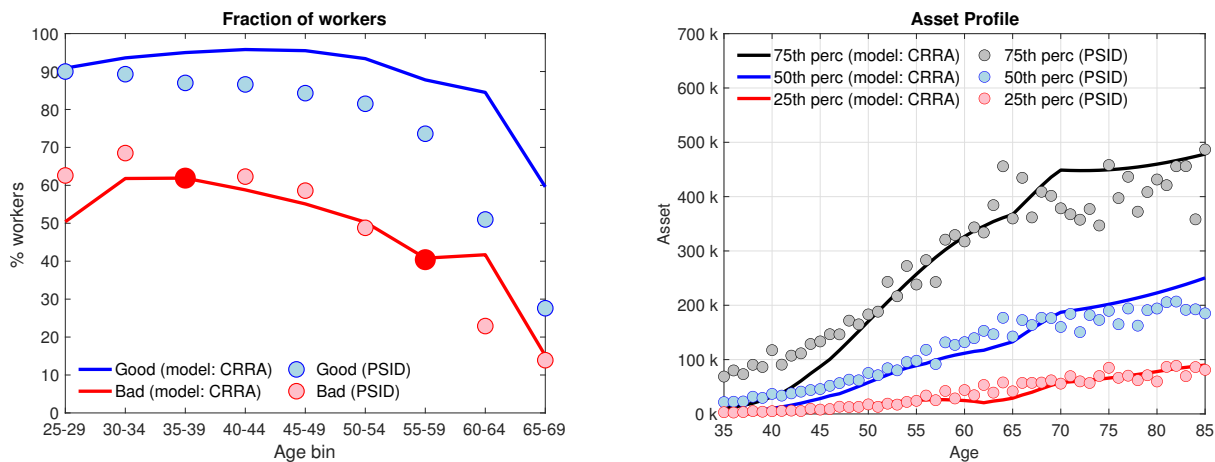 Fraction of workers
100
90
80
70
60
50
40
30
20
10
0
% workers
Good (model: CRRA)
Bad (model: CRRA)
Good (PSID)
Bad (PSID)
25-29 30-34 35-39 40-44 45-49 50-54 55-59 60-64 65-69
Age bin
Asset Profile
700 k
600 k
500 k
400 k
300 k
200 k
100 k
0 k
Asset
75th perc (model: CRRA)
50th perc (model: CRRA)
25th perc (model: CRRA)
75th perc (PSID)
50th perc (PSID)
25th perc (PSID)
35 40 45 50 55 60 65 70 75 80 85
Age